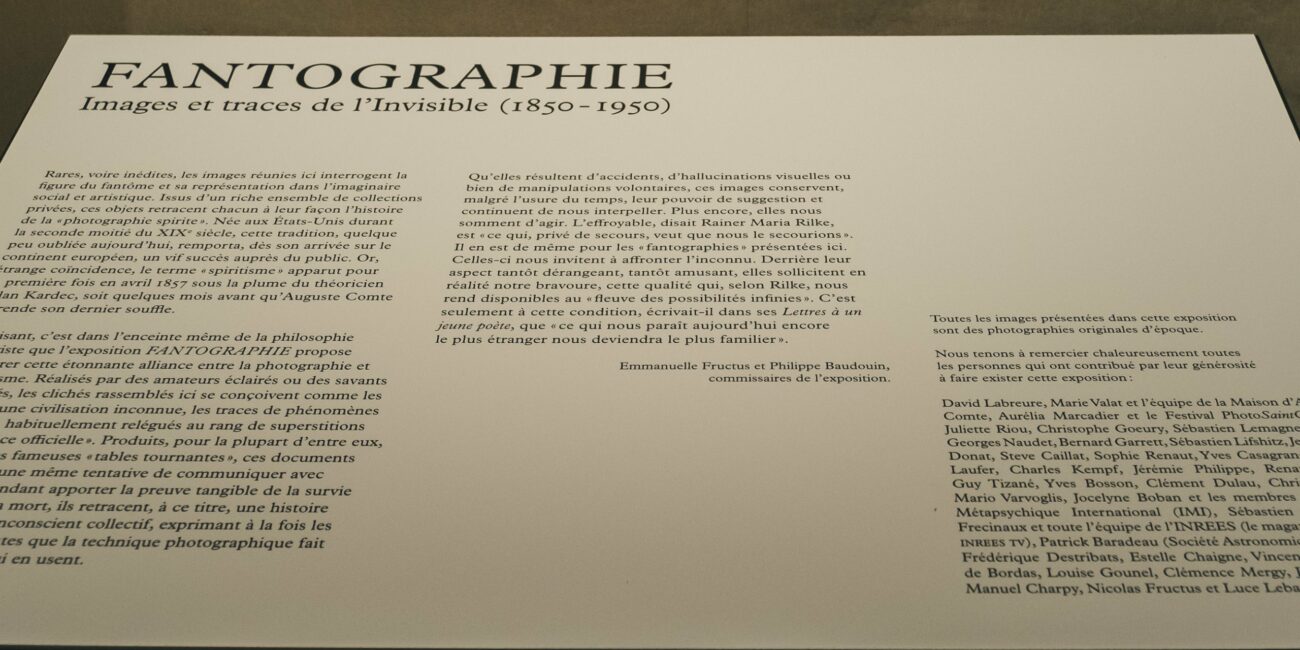 FANTOGRAPHIE
Images et traces de l'Invisible (1850-1950)
Rares, voire inédites, les images réunies ici interrogent la
figure du fantôme et sa représentation dans l'imaginaire
social et artistique. Issus d'un riche ensemble de collections
privées, ces objets retracent chacun à leur façon l'histoire
de la «photographie spirite». Née aux États-Unis durant
la seconde moitié du XIXe siècle, cette tradition, quelque
peu oubliée aujourd'hui, remporta, dès son arrivée sur le
continent européen, un vif succès auprès du public. Or,
étrange coïncidence, le terme «spiritisme» apparut pour
première fois en avril 1857 sous la plume du théoricien
Kardec, soit quelques mois avant qu'Auguste Comte
son dernier souffle.
c'est dans l'enceinte même de la philosophie
que l'exposition FANTOGRAPHIE propose
cette étonnante alliance entre la photographie et
Réalisés par des amateurs éclairés ou des savants
les clichés rassemblés ici se conçoivent comme les
une civilisation inconnue, les traces de phénomènes
habituellement relégués au rang de superstitions
officielle». Produits, pour la plupart d'entre eux,
fameuses «tables tournantes», ces documents
une même tentative de communiquer avec
apporter la preuve tangible de la survie
mort, ils retracent, à ce titre, une histoire
inconscient collectif, exprimant à la fois les
que la technique photographique fait
en usent.
Qu'elles résultent d'accidents, d'hallucinations visuelles ou
bien de manipulations volontaires, ces images conservent,
malgré l'usure du temps, leur pouvoir de suggestion et
continuent de nous interpeller. Plus encore, elles nous
somment d'agir. L'effroyable, disait Rainer Maria Rilke,
est «ce qui, privé de secours, veut que nous le secourions».
Il en est de même pour les «fantographies» présentées ici.
Celles-ci nous invitent à affronter l'inconnu. Derrière leur
aspect tantôt dérangeant, tantôt amusant, elles sollicitent en
réalité notre bravoure, cette qualité qui, selon Rilke, nous
rend disponibles au «fleuve des possibilités infinies». C'est
seulement à cette condition, écrivait-il dans ses Lettres à un
jeune poète, que «ce qui nous paraît aujourd'hui encore
le plus étranger nous deviendra le plus familier».
Emmanuelle Fructus et Philippe Baudouin,
commissaires de l'exposition.
Toutes les images présentées dans cette exposition
sont des photographies originales d'époque.
Nous tenons à remercier chaleureusement toutes
les personnes qui ont contribué par leur générosité
à faire exister cette exposition :
David Labreure, Marie Valat et l'équipe de la Maison
Comte, Aurélia Marcadier et le Festival PhotoSaint
Juliette Riou, Christophe Goeury, Sébastien Lemagne
Georges Naudet, Bernard Garrett, Sébastien Lifshitz,
Donat, Steve Caillat, Sophie Renaut, Yves
Laufer, Charles Kempf, Jérémie Philippe,
Guy Tizané, Yves Bosson, Clément Dulau,
Mario Varvoglis, Jocelyne Boban et les membres
Métapsychique International (IMI), Sébastien
Frecinaux et toute l'équipe de l'INREES (le
INREES TV), Patrick Baradeau (Société
Frédérique Destribats, Estelle Chaigne,
de Bordas, Louise Gounel, Clémence Mergy,
Manuel Charpy, Nicolas Fructus et Luce